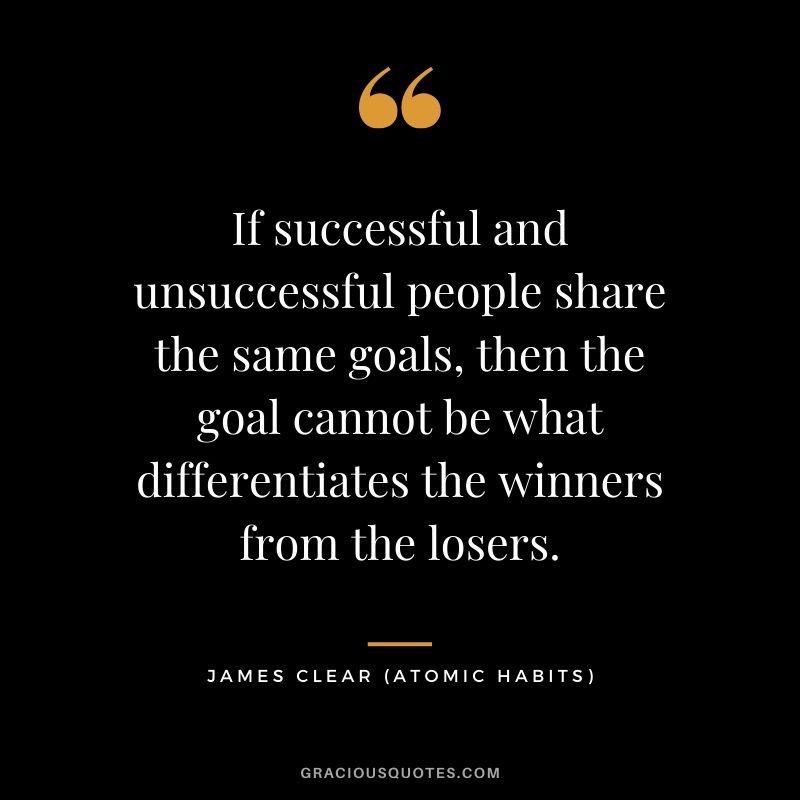 “
If successful and
unsuccessful people share
the same goals, then the
goal cannot be what
differentiates the winners
from the losers.
JAMES CLEAR (ATOMIC HABITS)
GRACIOUSQUOTES.COM